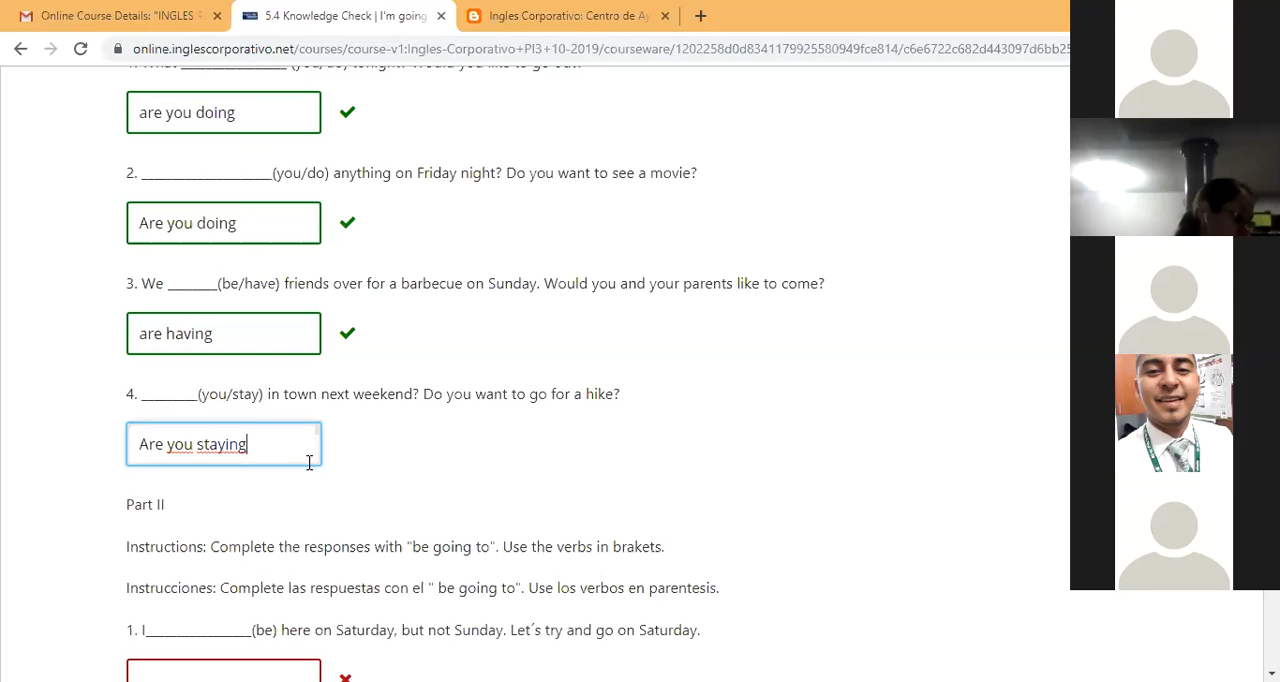 Online Course Details: "INGLES
5.4 Knowledge Check | I'm going
Ingles Corporativo: Centro de Ay
online.inglescorporativo.net/courses/course-v1:Ingles-Corporativo+PI3+10-2019/courseware/1202258d0d8341179925580949fce814/c6e6722c682d443097d6bb25
are you doing
2. ____________________(you/do) anything on Friday night? Do you want to see a movie?
Are you doing
3. We _______(be/have) friends over for a barbecue on Sunday. Would you and your parents like to come?
are having
4. ________(you/stay) in town next weekend? Do you want to go for a hike?
Are you staying
Part II
Instructions: Complete the responses with "be going to". Use the verbs in brakets.
Instrucciones: Complete las respuestas con el " be going to". Use los verbos en parentesis.
1. I________________(be) here on Saturday, but not Sunday. Let´s try and go on Saturday.